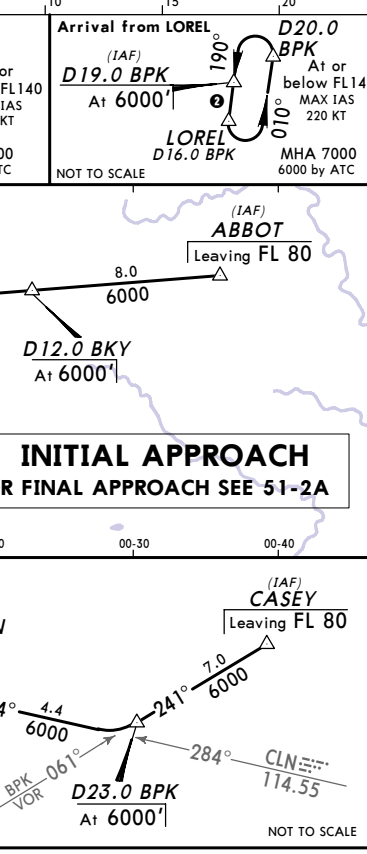 10
15
20
Arrival from LOREL
(IAF)
D19.0 BPK
At 6000'
190°
D20.0
BPK
At or
below FL14
MAX IAS
220 KT
010°
2
LOREL
D16.0 BPK
MHA 7000
6000 by ATC
NOT TO SCALE
or
FL140
IAS
KT
00
TC
(IAF)
ABBOT
Leaving FL 80
8.0
6000
D12.0 BKY
At 6000'
INITIAL APPROACH
R FINAL APPROACH SEE 51-2A
0
00-30
00-40
(IAF)
CASEY
Leaving FL 80
7.0
6000
241°
4°
4.4
6000
BPK
VOR
061°
284°
CLN
114.55
D23.0 BPK
At 6000'
NOT TO SCALE